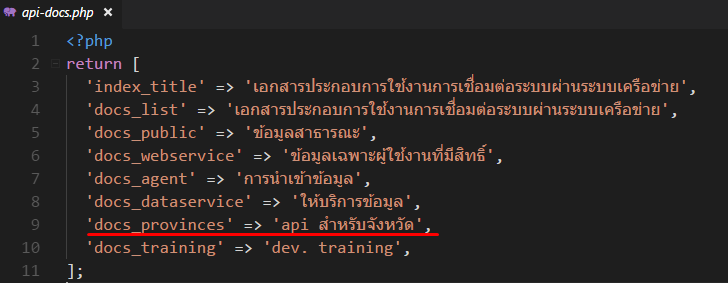 api-docs.php ×
1 <?php
2 return [
3 'index_title' => 'เอกสารประกอบการใช้งานการเชื่อมต่อระบบผ่านระบบเครือข่าย',
4 'docs_list' => 'เอกสารประกอบการใช้งานการเชื่อมต่อระบบผ่านระบบเครือข่าย',
5 'docs_public' => 'ข้อมูลสาธารณะ',
6 'docs_webservice' => 'ข้อมูลเฉพาะผู้ใช้งานที่มีสิทธิ์',
7 'docs_agent' => 'การนำเข้าข้อมูล',
8 'docs_dataservice' => 'ให้บริการข้อมูล',
9 'docs_provinces' => 'api สำหรับจังหวัด',
10 'docs_training' => 'dev. training',
11 ];